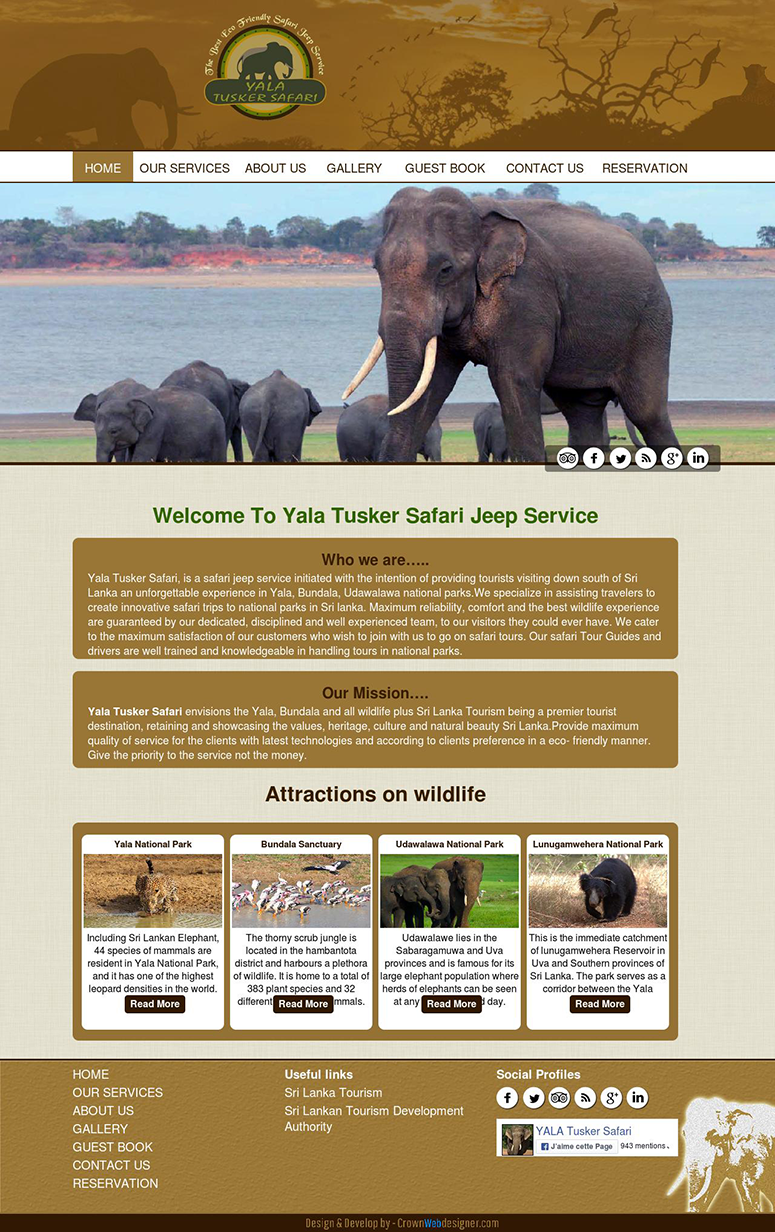 The Best Eco Friendly Safari Jeep Service
YALA
TUSKER SAFARI
HOME OUR SERVICES ABOUT US GALLERY GUEST BOOK CONTACT US RESERVATION
Welcome To Yala Tusker Safari Jeep Service
Who we are.....
Yala Tusker Safari, is a safari jeep service initiated with the intention of providing tourists visiting down south of Sri
Lanka an unforgettable experience in Yala, Bundala, Udawalawa national parks.We specialize in assisting travelers to
create innovative safari trips to national parks in Sri lanka. Maximum reliability, comfort and the best wildlife experience
are guaranteed by our dedicated, disciplined and well experienced team, to our visitors they could ever have. We cater
to the maximum satisfaction of our customers who wish to join with us to go on safari tours. Our safari Tour Guides and
drivers are well trained and knowledgeable in handling tours in national parks.
Our Mission....
Yala Tusker Safari envisions the Yala, Bundala and all wildlife plus Sri Lanka Tourism being a premier tourist
destination, retaining and showcasing the values, heritage, culture and natural beauty Sri Lanka.Provide maximum
quality of service for the clients with latest technologies and according to clients preference in a eco- friendly manner.
Give the priority to the service not the money.
Attractions on wildlife
Yala National Park
Including Sri Lankan Elephant,
44 species of mammals are
resident in Yala National Park,
and it has one of the highest
leopard densities in the world.
Read More
Bundala Sanctuary
The thorny scrub jungle is
located in the hambantota
district and harbours a plethora
of wildlife. It is home to a total of
383 plant species and 32
different mmals.
Read More
Udawalawa National Park
Udawalawe lies in the
Sabaragamuwa and Uva
provinces and is famous for its
large elephant population where
herds of elephants can be seen
at any d day.
Read More
Lunugamwehera National Park
This is the immediate catchment
of lunugamwehera Reservoir in
Uva and Southern provinces of
Sri Lanka. The park serves as a
corridor between the Yala
Read More
HOME
OUR SERVICES
ABOUT US
GALLERY
GUEST BOOK
CONTACT US
RESERVATION
Useful links
Sri Lanka Tourism
Sri Lankan Tourism Development
Authority
Social Profiles
YALA Tusker Safari
J'aime cette Page 943 mentions
Design & Develop by - CrownWebdesigner.com